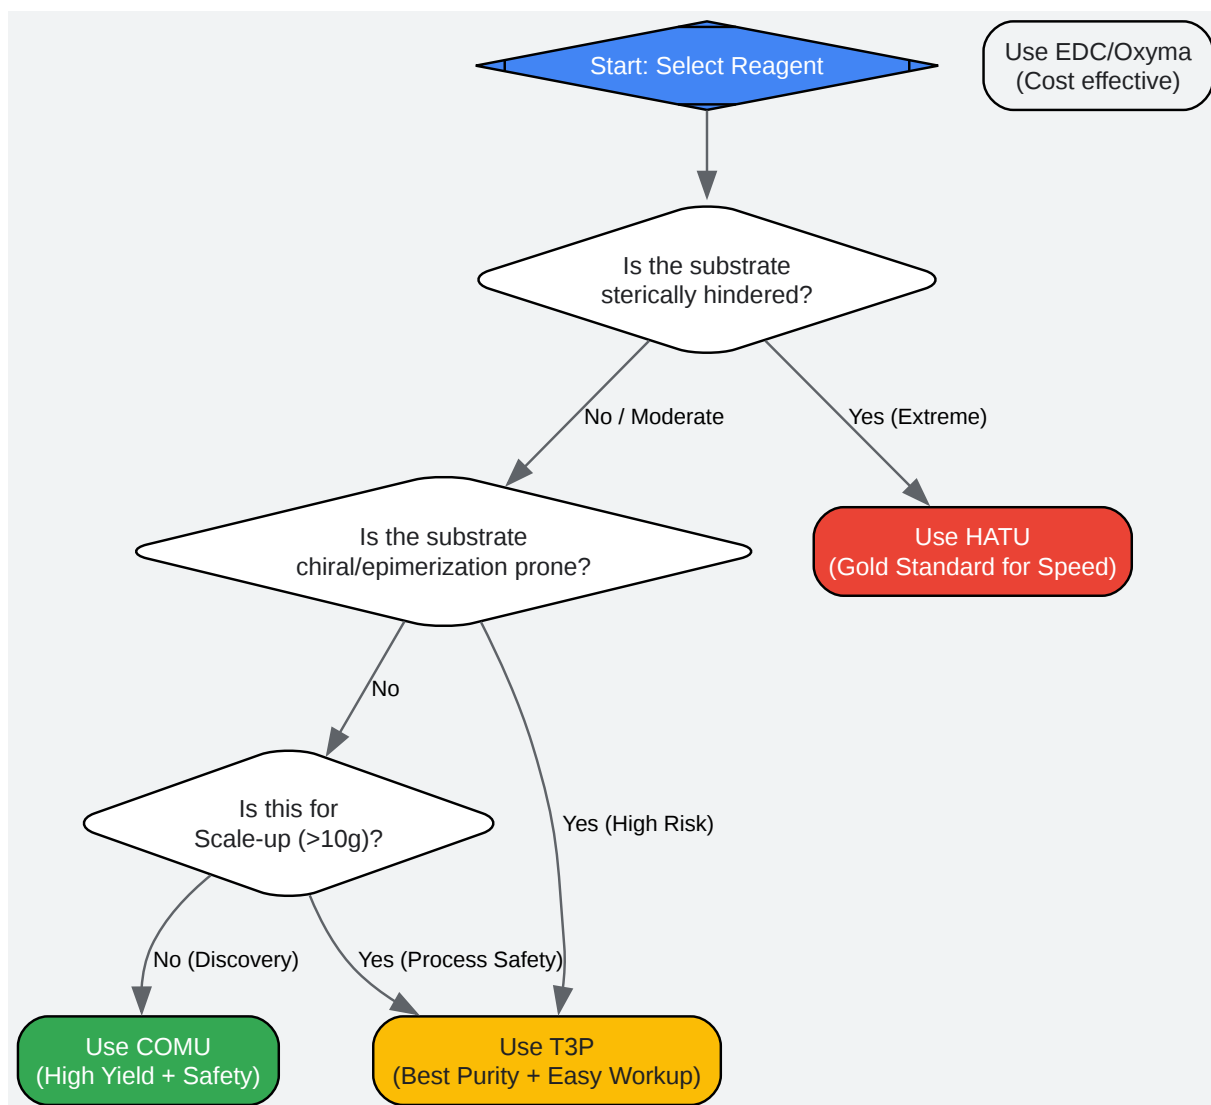 Start: Select Reagent
Use EDC/Oxyma
(Cost effective)
Is the substrate
sterically hindered?
No / Moderate
Yes (Extreme)
Is the substrate
chiral/epimerization prone?
Use HATU
(Gold Standard for Speed)
No
Is this for
Scale-up (>10g)?
Yes (High Risk)
No (Discovery)
Yes (Process Safety)
Use COMU
(High Yield + Safety)
Use T3P
(Best Purity + Easy Workup)